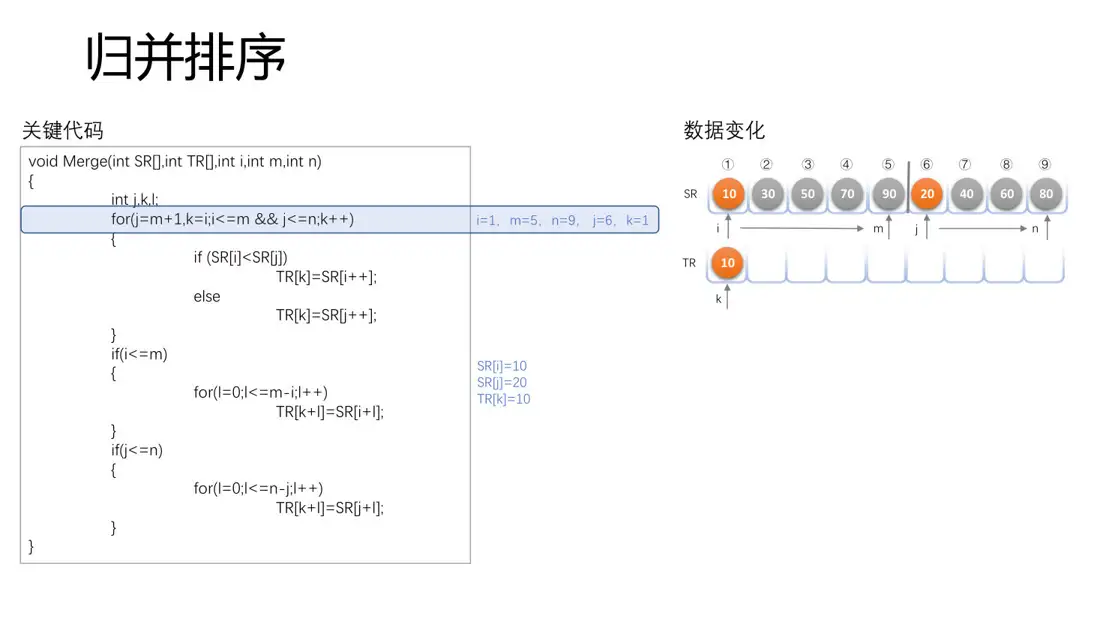 归并排序
关键代码
void Merge(int SR[],int TR[],int i,int m,int n)
{
int j,k,l;
for(j=m+1,k=i;i<=m && j<=n;k++)
{
if (SR[i]<SR[j])
TR[k]=SR[i++];
else
TR[k]=SR[j++];
}
if(i<=m)
{
for(l=0;l<=m-i;l++)
TR[k+l]=SR[i+l];
}
if(j<=n)
{
for(l=0;l<=n-j;l++)
TR[k+l]=SR[j+l];
}
}
i=1, m=5, n=9, j=6, k=1
SR[i]=10
SR[j]=20
TR[k]=10
数据变化
① ② ③ ④ ⑤ ⑥ ⑦ ⑧ ⑨
SR 10 30 50 70 90 20 40 60 80
i m j n
TR 10
k